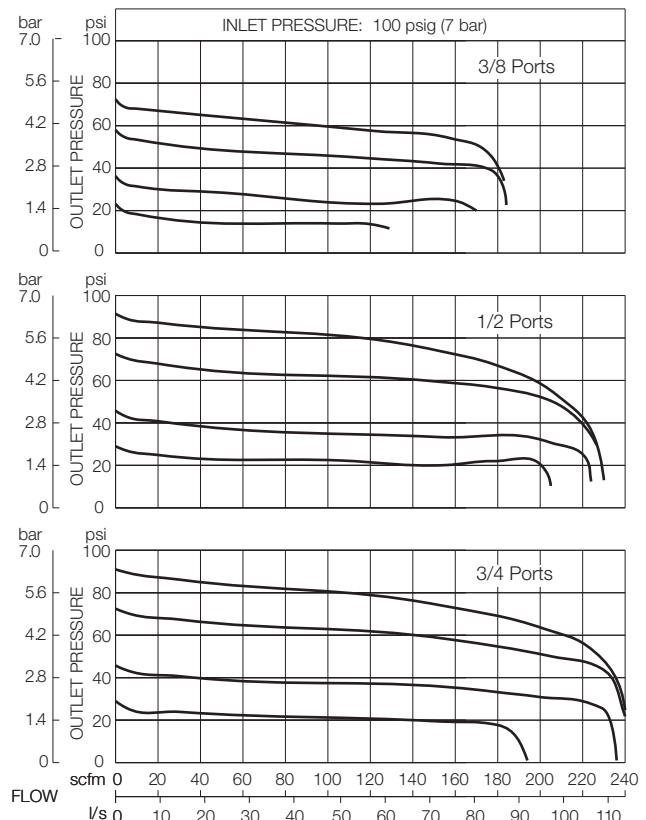 bar psi
INLET PRESSURE: 100 psig (7 bar)
7.0 100
3/8 Ports
5.6 80
4.2 60
2.8 40
1.4 20
0 0
OUTLET PRESSURE
bar psi
7.0 100
1/2 Ports
5.6 80
4.2 60
2.8 40
1.4 20
0 0
OUTLET PRESSURE
bar psi
7.0 100
3/4 Ports
5.6 80
4.2 60
2.8 40
1.4 20
0 0
OUTLET PRESSURE
scfm 0 20 40 60 80 100 120 140 160 180 200 220 240
FLOW
l/s 0 10 20 30 40 50 60 70 80 90 100 110